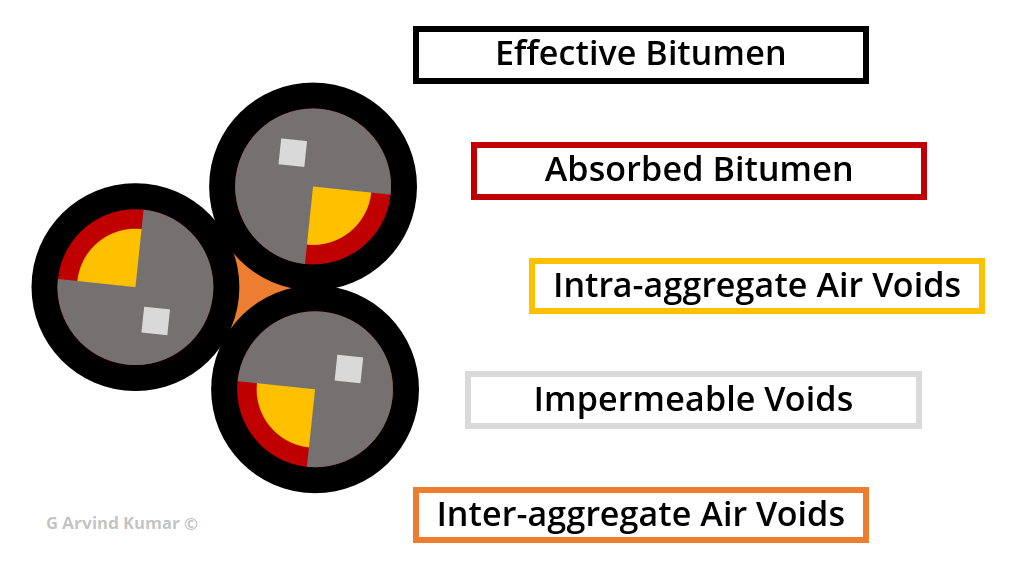 Effective Bitumen
Absorbed Bitumen
Intra-aggregate Air Voids
Impermeable Voids
Inter-aggregate Air Voids
G Arvind Kumar ©